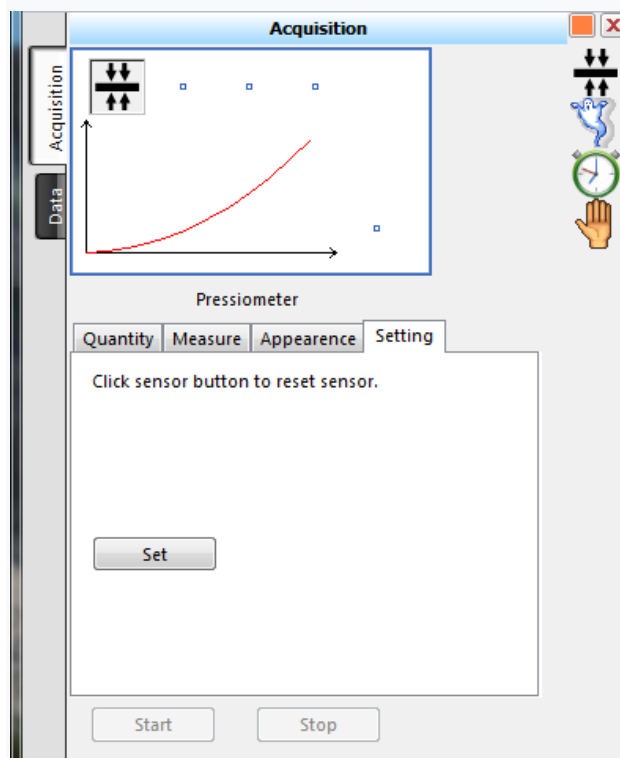 Acquisition
Acquisition
Data
Pressiometer
Quantity Measure Appearence Setting
Click sensor button to reset sensor.
Set
Start Stop